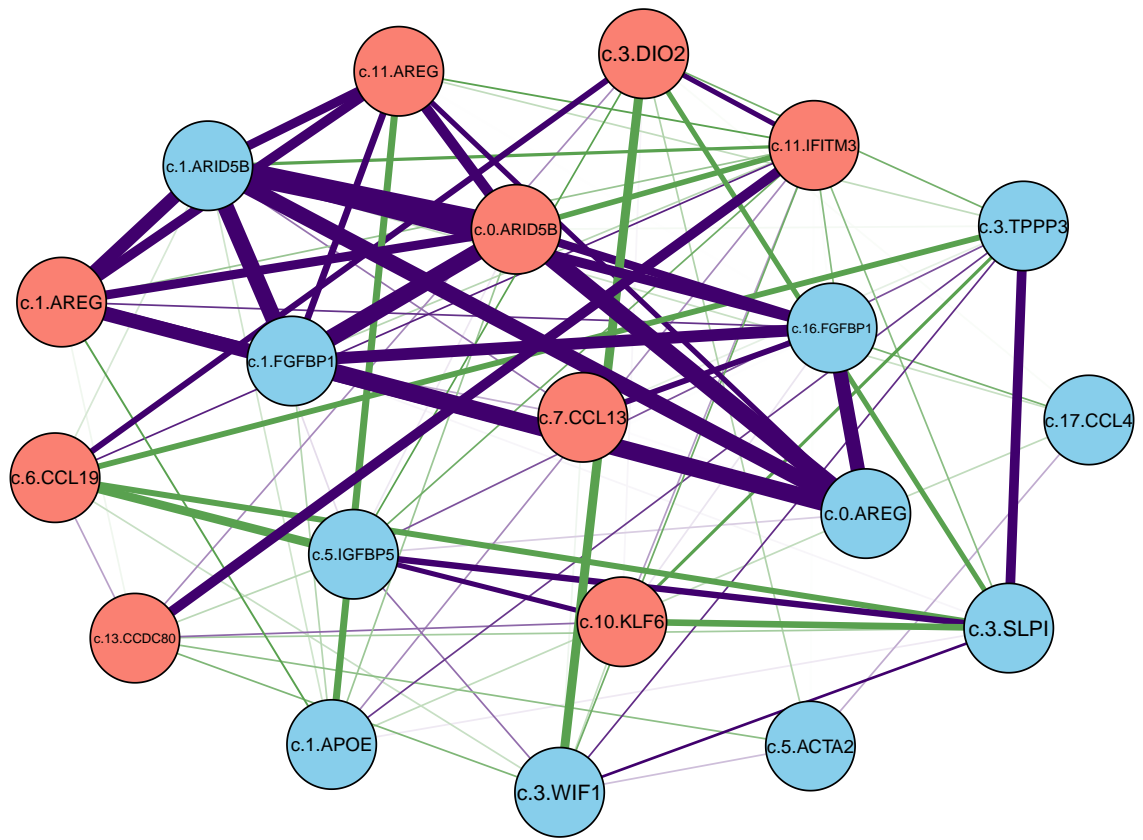 c.3.DIO2
c.11.AREG
c.11.IFITM3
c.1.ARID5B
c.0.ARID5B
c.3.TPPP3
c.1.AREG
c.16.FGFBP1
c.1.FGFBP1
c.7.CCL13
c.17.CCL4
c.6.CCL19
c.0.AREG
c.5.IGFBP5
c.10.KLF6
c.3.SLPI
c.13.CCDC80
c.1.APOE
c.5.ACTA2
c.3.WIF1